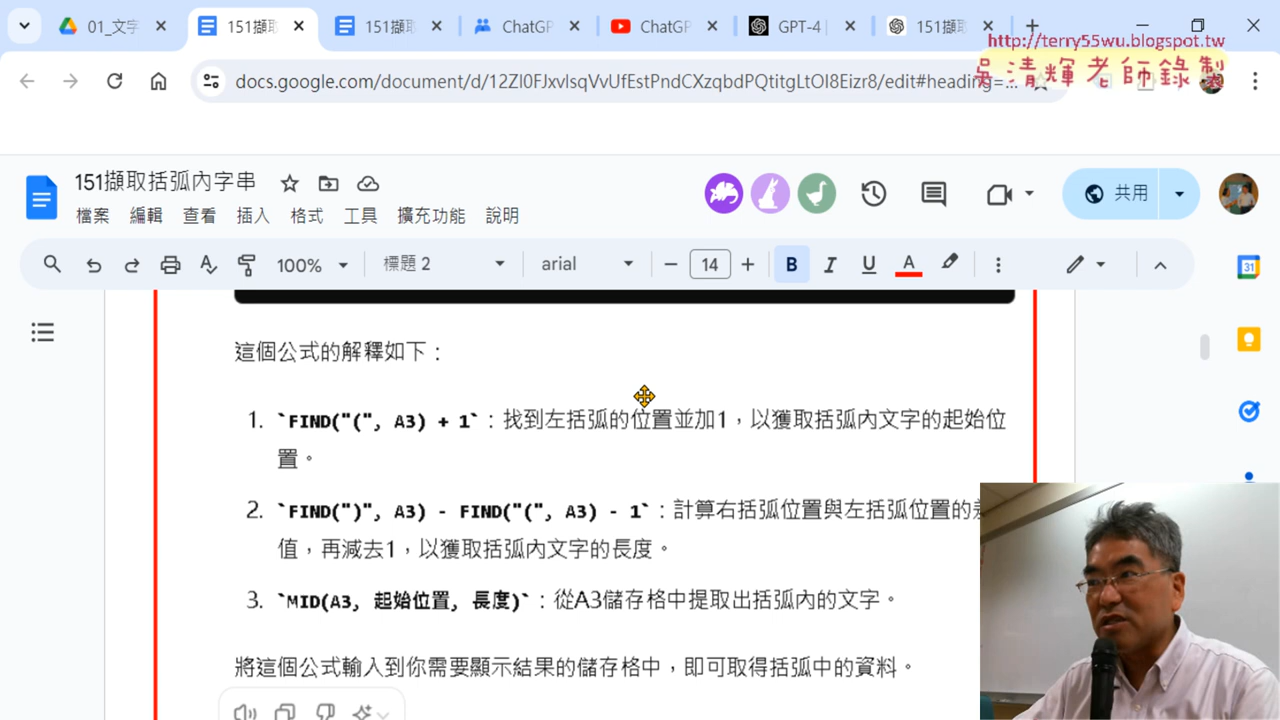 01_文字
151擷取
151擷取
ChatGP
ChatGP
GPT-4
151擷取
http://terry55wu.blogspot.tw
吳清輝老師錄製
docs.google.com/document/d/12ZI0FJxvlsqVvUfEstPndCXzqbdPQtitgLtOl8Eizr8/edit#heading=...
151擷取括弧內字串
檔案 編輯 查看 插入 格式 工具 擴充功能 說明
共用
100% 標題 2 arial 14 B I U A
31
這個公式的解釋如下：
1. `FIND("(", A3) + 1`：找到左括弧的位置並加1，以獲取括弧內文字的起始位
置。
2. `FIND(")", A3) - FIND("(", A3) - 1`：計算右括弧位置與左括弧位置的差
值，再減去1，以獲取括弧內文字的長度。
3. `MID(A3, 起始位置, 長度)`：從A3儲存格中提取出括弧內的文字。
將這個公式輸入到你需要顯示結果的儲存格中，即可取得括弧中的資料。